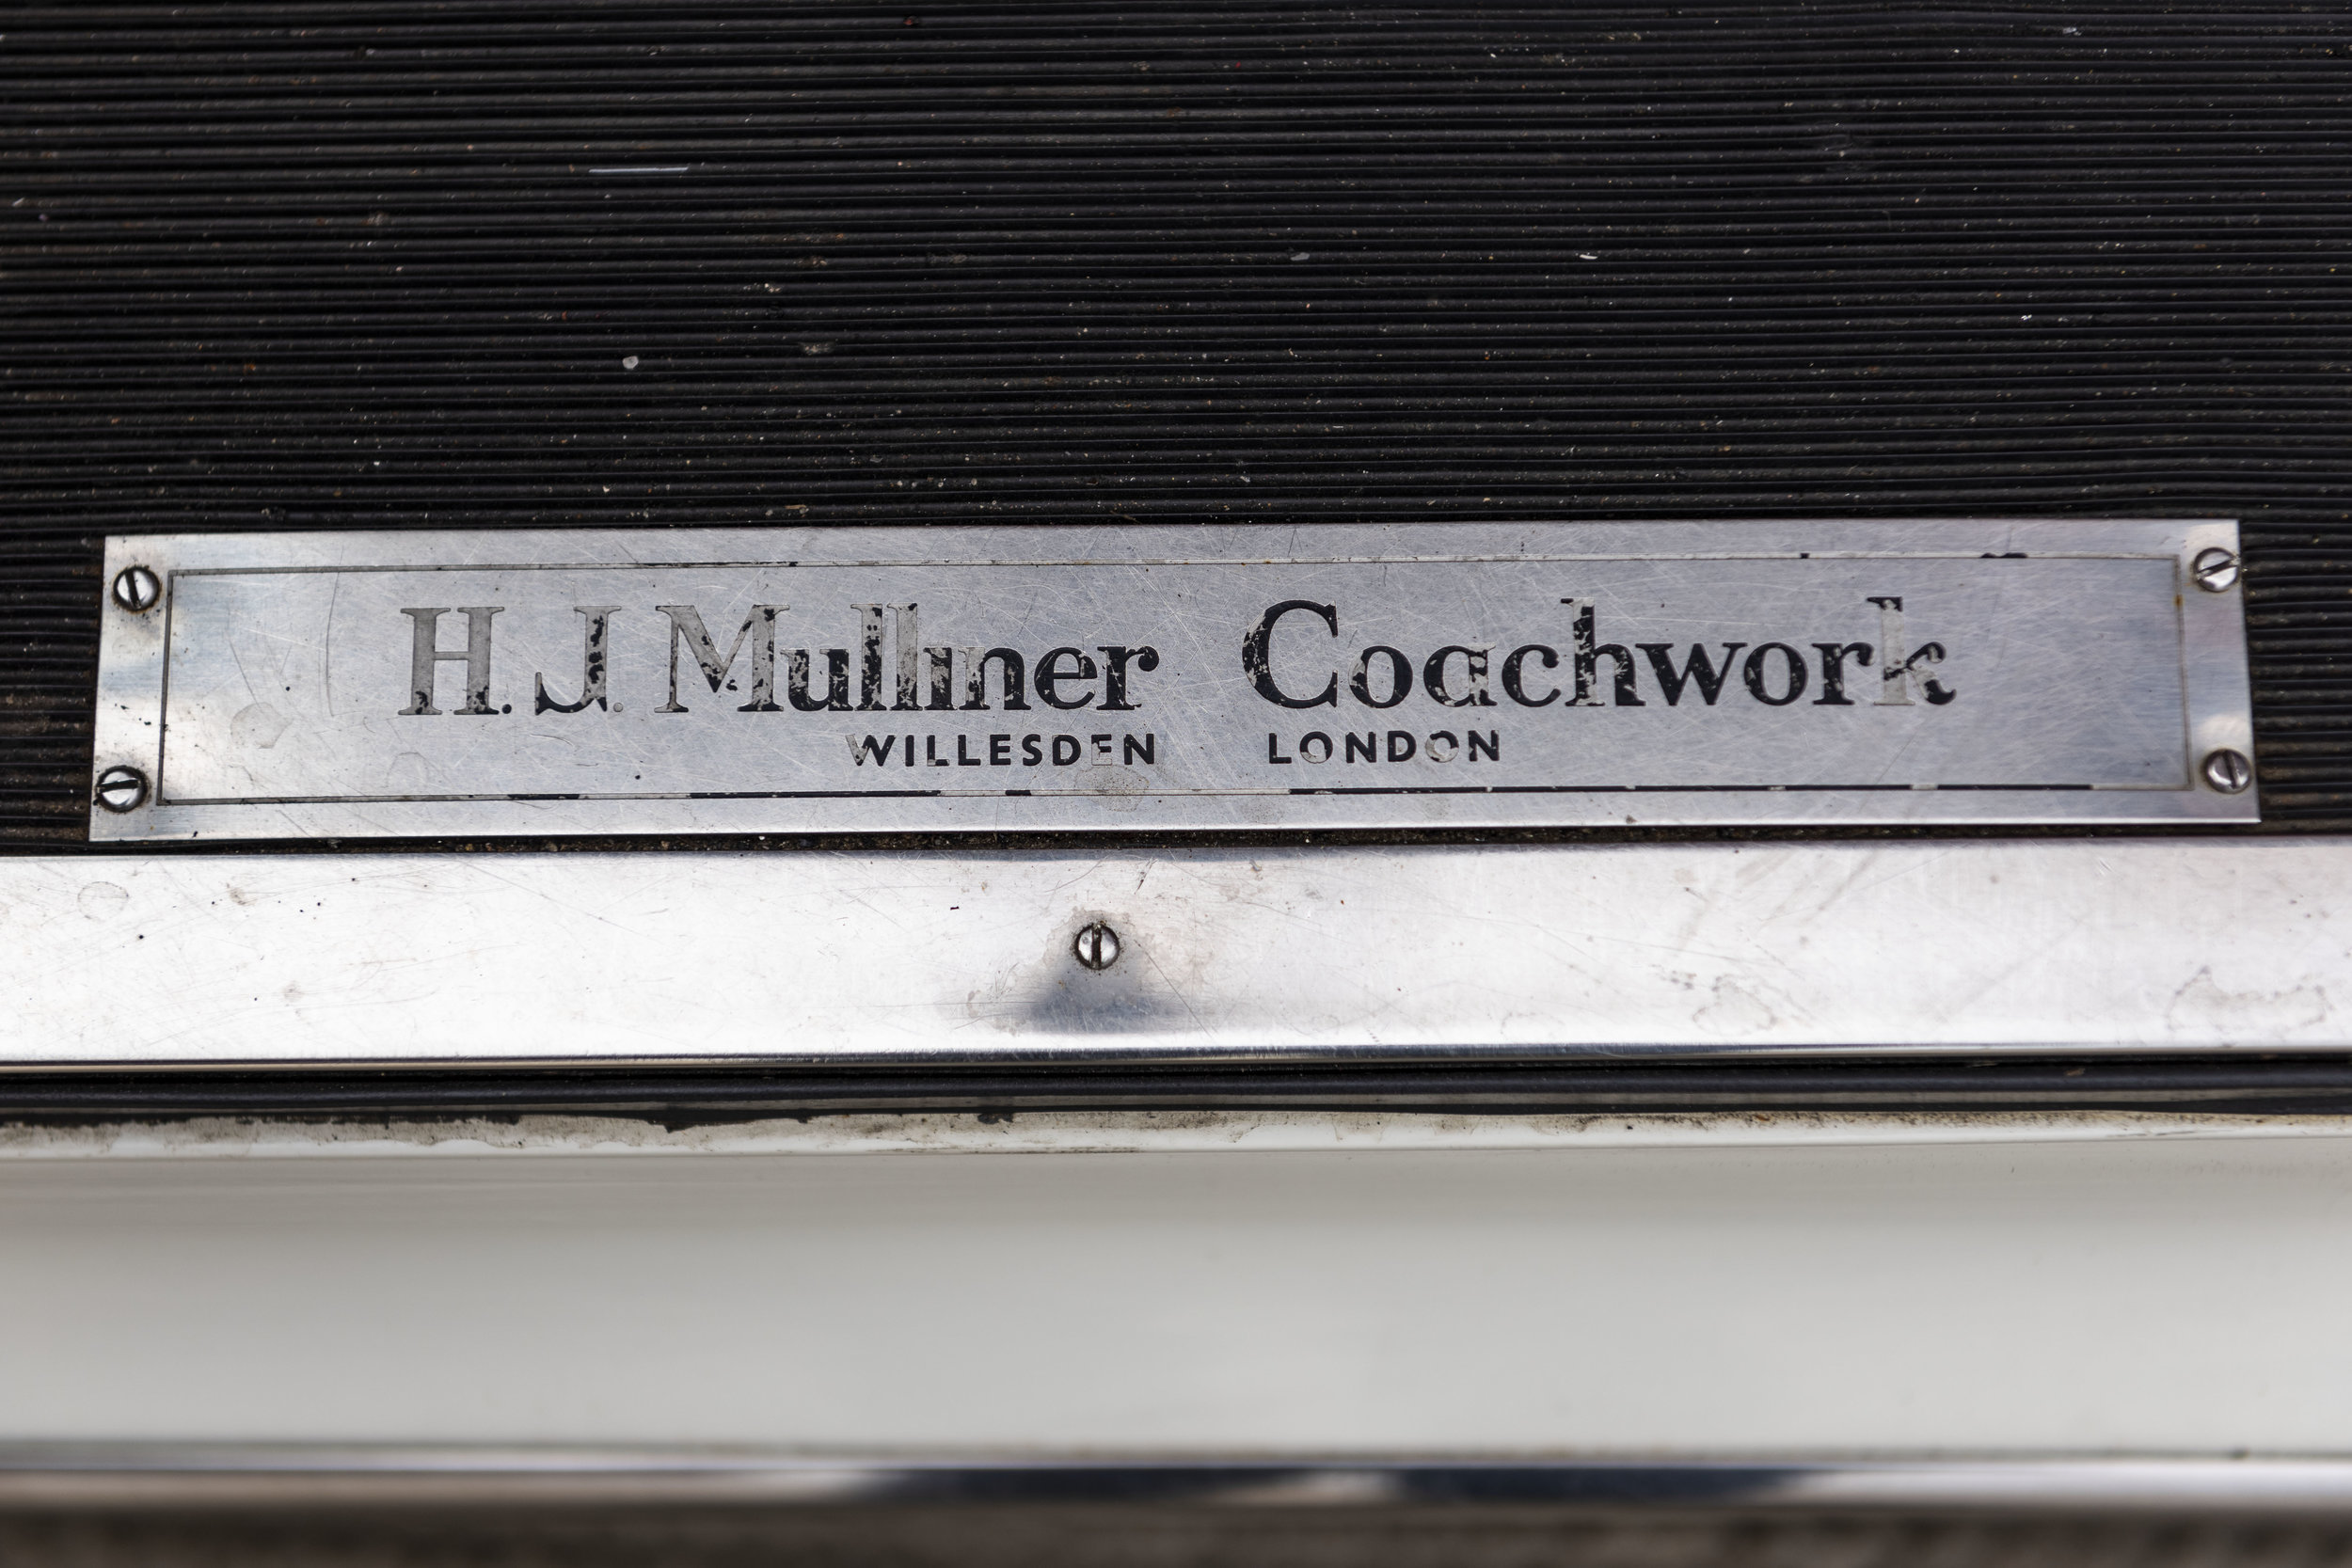 H. J. Mulliner Coachwork
WILLESDEN LONDON